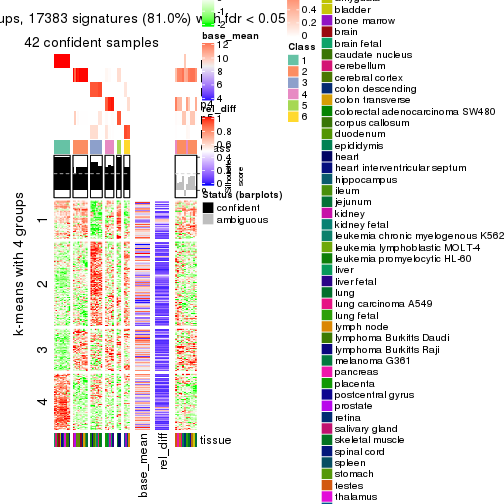 ups, 17383 signatures (81.0%) with fdr < 0.05
42 confident samples
k-means with 4 groups
1
2
3
4
base_mean
rel_diff
tissue
-2
base_mean
12
10
8
6
4
rel_diff
1
0.8
0.6
0.4
0.2
0
Status (barplots)
confident
ambiguous
0.4
0.2
0
Class
1
2
3
4
5
6
bladder
bone marrow
brain
brain fetal
caudate nucleus
cerebellum
cerebral cortex
colon descending
colon transverse
colorectal adenocarcinoma SW480
corpus callosum
duodenum
epididymis
heart
heart interventricular septum
hippocampus
ileum
jejunum
kidney
kidney fetal
leukemia chronic myelogenous K562
leukemia lymphoblastic MOLT-4
leukemia promyelocytic HL-60
liver
liver fetal
lung
lung carcinoma A549
lung fetal
lymph node
lymphoma Burkitts Daudi
lymphoma Burkitts Raji
melanoma G361
pancreas
placenta
postcentral gyrus
prostate
retina
salivary gland
skeletal muscle
spinal cord
spleen
stomach
testes
thalamus